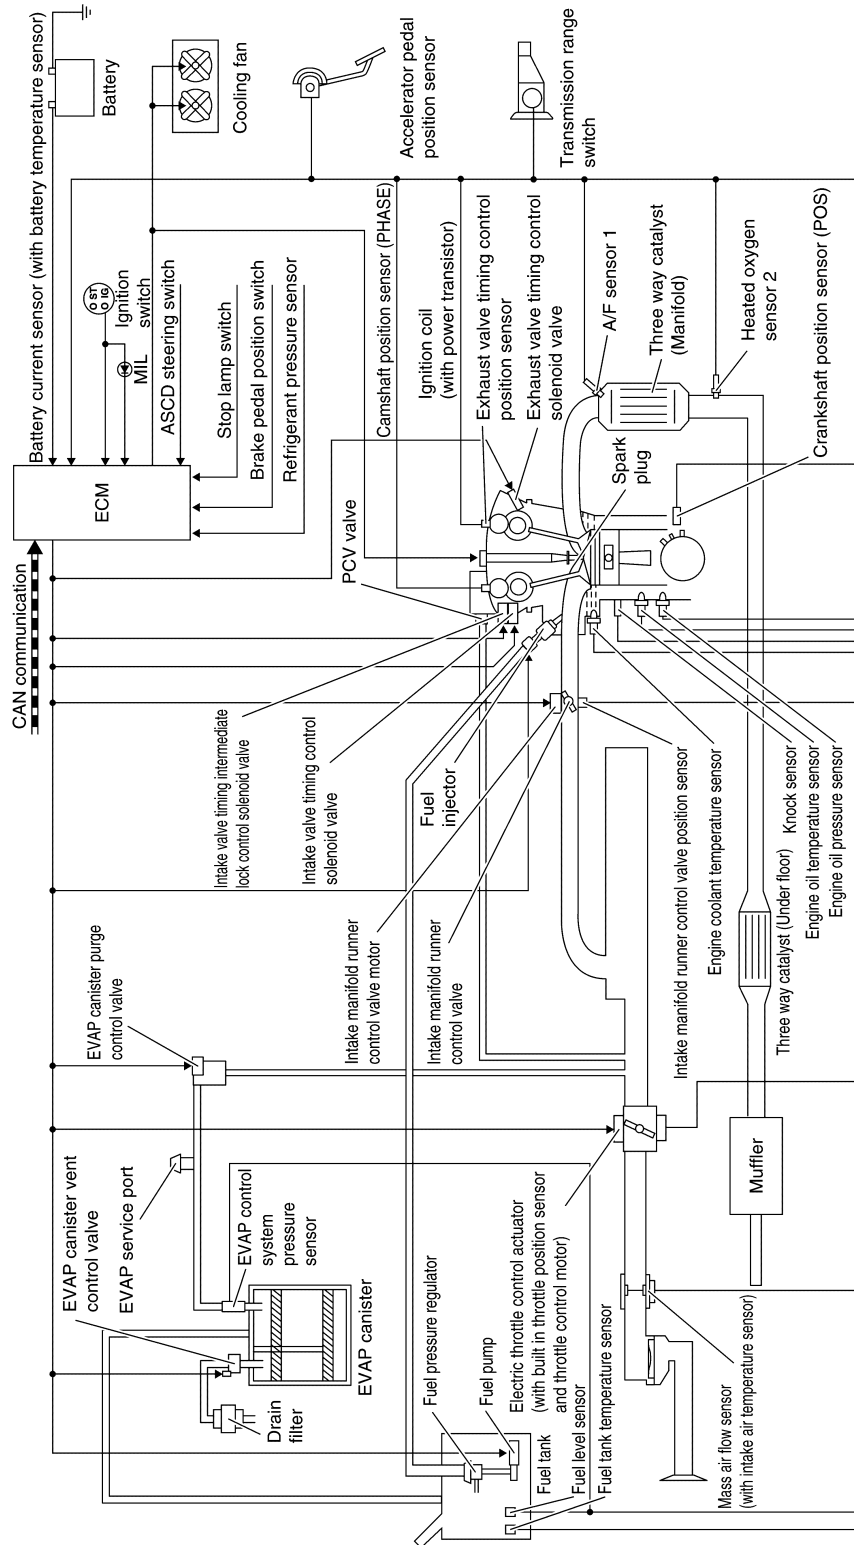 CAN communication
ECM
Battery current sensor (with battery temperature sensor)
Battery
Cooling fan
ST
IG
Ignition
switch
MIL
ASCD steering switch
Stop lamp switch
Brake pedal position switch
Refrigerant pressure sensor
Accelerator pedal
position sensor
Transmission range
switch
Camshaft position sensor (PHASE)
Ignition coil
(with power transistor)
Exhaust valve timing control
position sensor
Exhaust valve timing control
solenoid valve
A/F sensor 1
Three way catalyst
(Manifold)
Heated oxygen
sensor 2
Crankshaft position sensor (POS)
Spark
plug
PCV valve
Intake valve timing intermediate
lock control solenoid valve
Intake valve timing control
solenoid valve
Fuel
injector
Intake manifold runner
control valve motor
Intake manifold runner
control valve
Intake manifold runner control valve position sensor
Engine coolant temperature sensor
Knock sensor
Engine oil temperature sensor
Engine oil pressure sensor
Three way catalyst (Under floor)
EVAP canister purge
control valve
EVAP canister vent
control valve
EVAP service port
EVAP control
system
pressure
sensor
EVAP canister
Drain
filter
Fuel pressure regulator
Fuel pump
Electric throttle control actuator
(with built in throttle position sensor
and throttle control motor)
Fuel tank
Fuel level sensor
Fuel tank temperature sensor
Muffler
Mass air flow sensor
(with intake air temperature sensor)